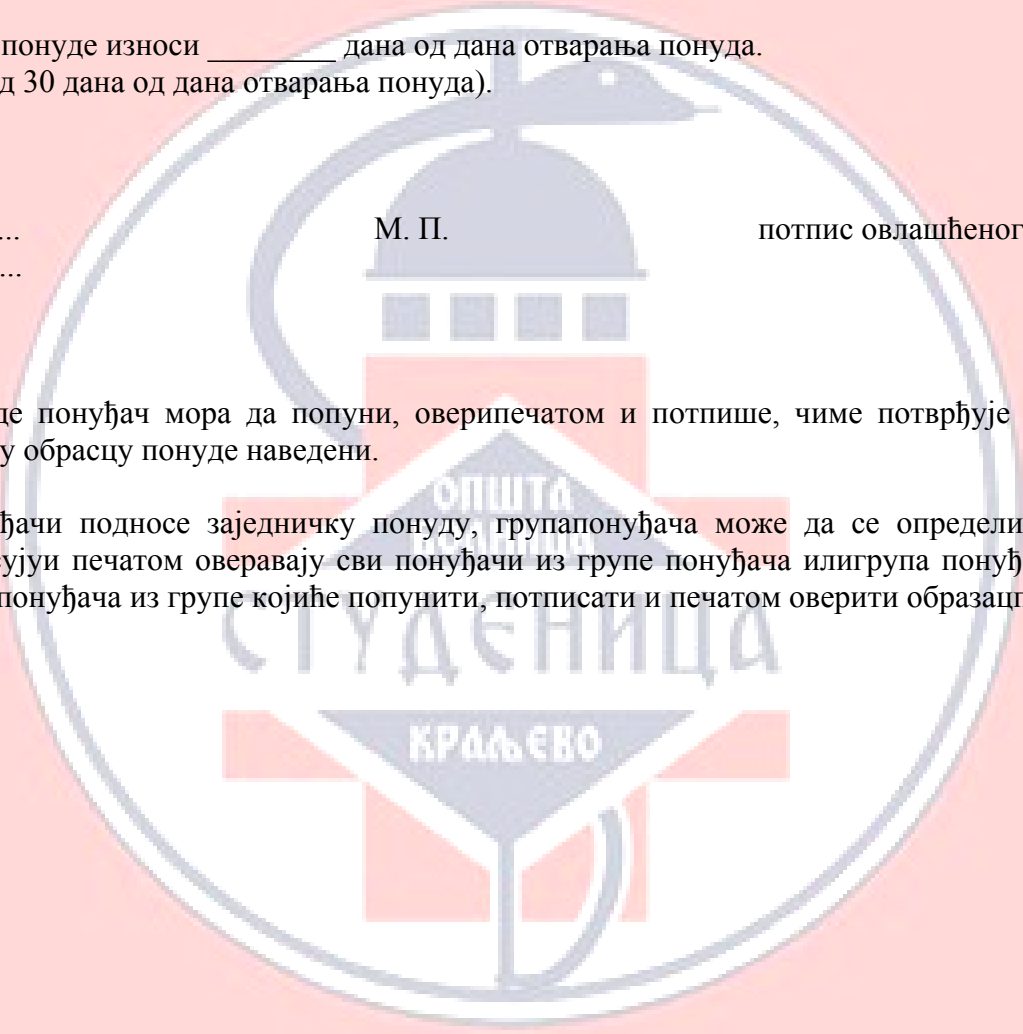 понуде износи ________ дана од дана отварања понуда.
д 30 дана од дана отварања понуда).
... М. П. потпис овлашћеног
...
де понуђач мора да попуни, оверипечатом и потпише, чиме потврђује
у обрасцу понуде наведени.
ђачи подносе заједничку понуду, групапонуђача може да се определи
ујуи печатом оверавају сви понуђачи из групе понуђача илигрупа понуђ
понуђача из групе којиће попунити, потписати и печатом оверити образацп
ОПШТА
БОЛНИЦА
СТУДЕНИЦА
КРАЉЕВО